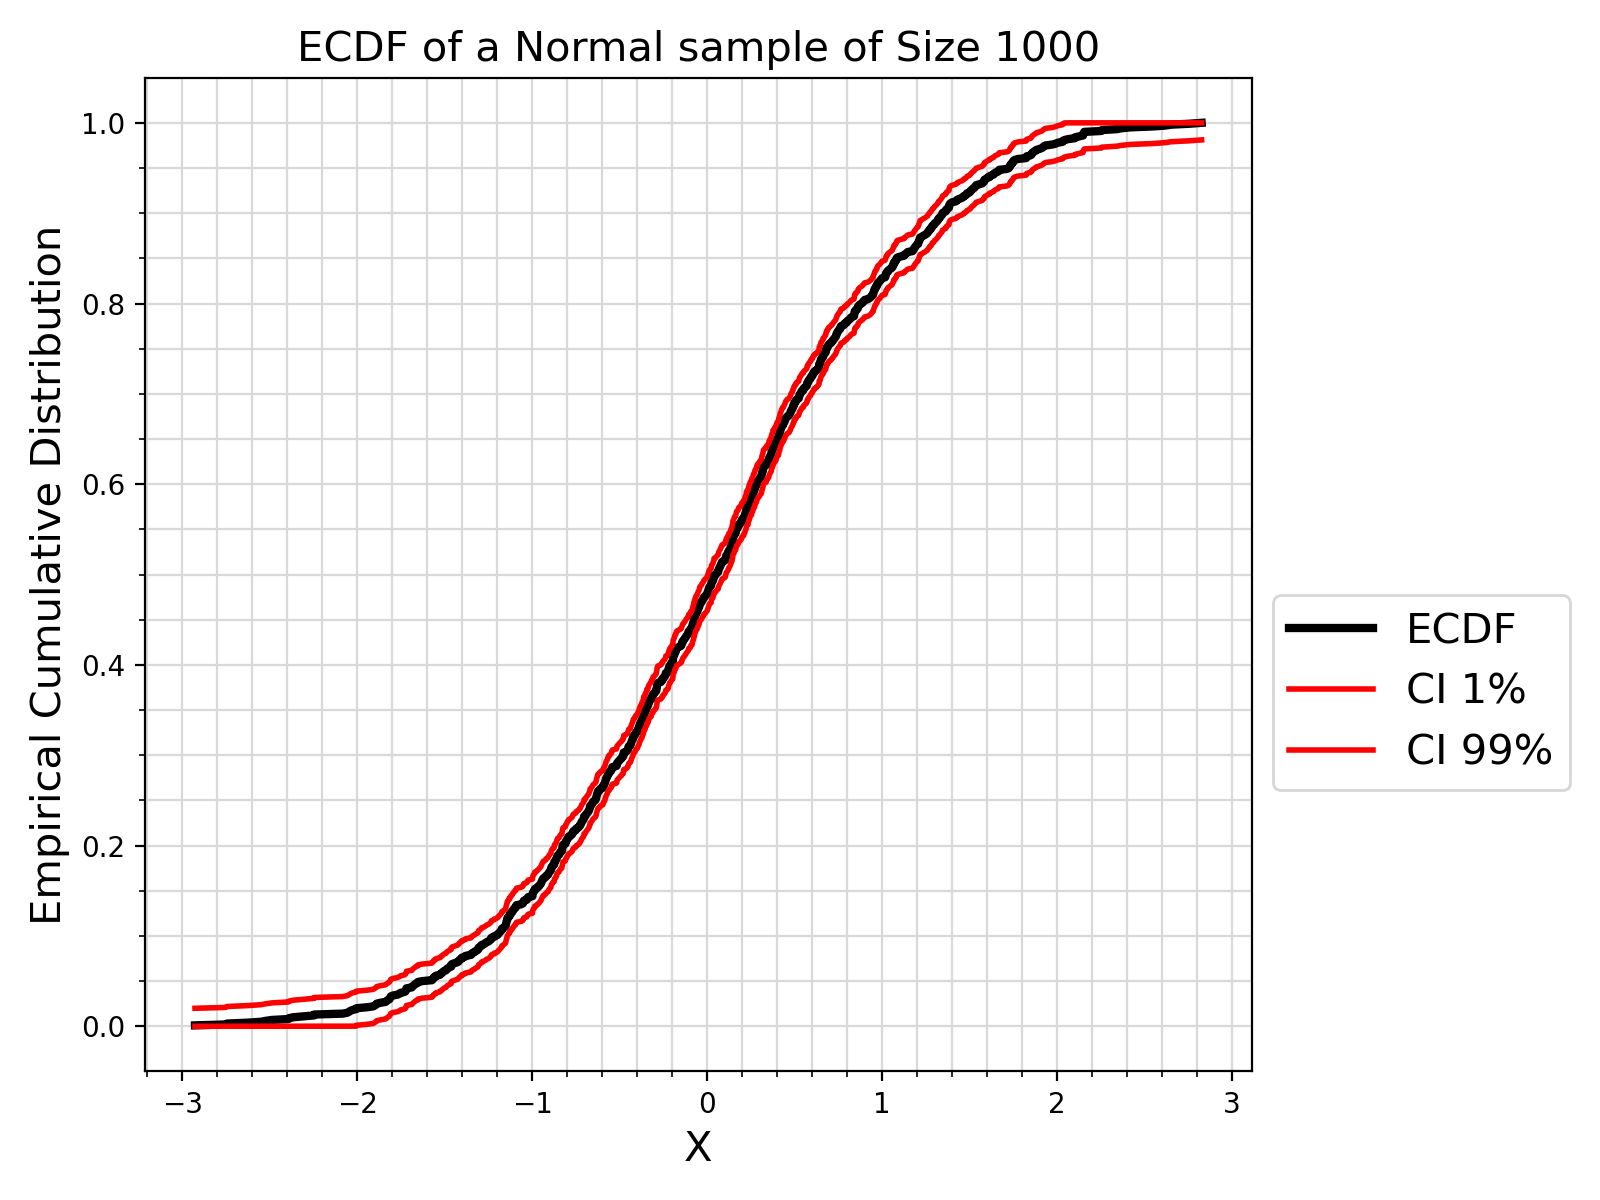 ECDF of a Normal sample of Size 1000
Empirical Cumulative Distribution
1.0
0.8
0.6
0.4
0.2
0.0
−3 −2 −1 0 1 2 3
X
ECDF
CI 1%
CI 99%